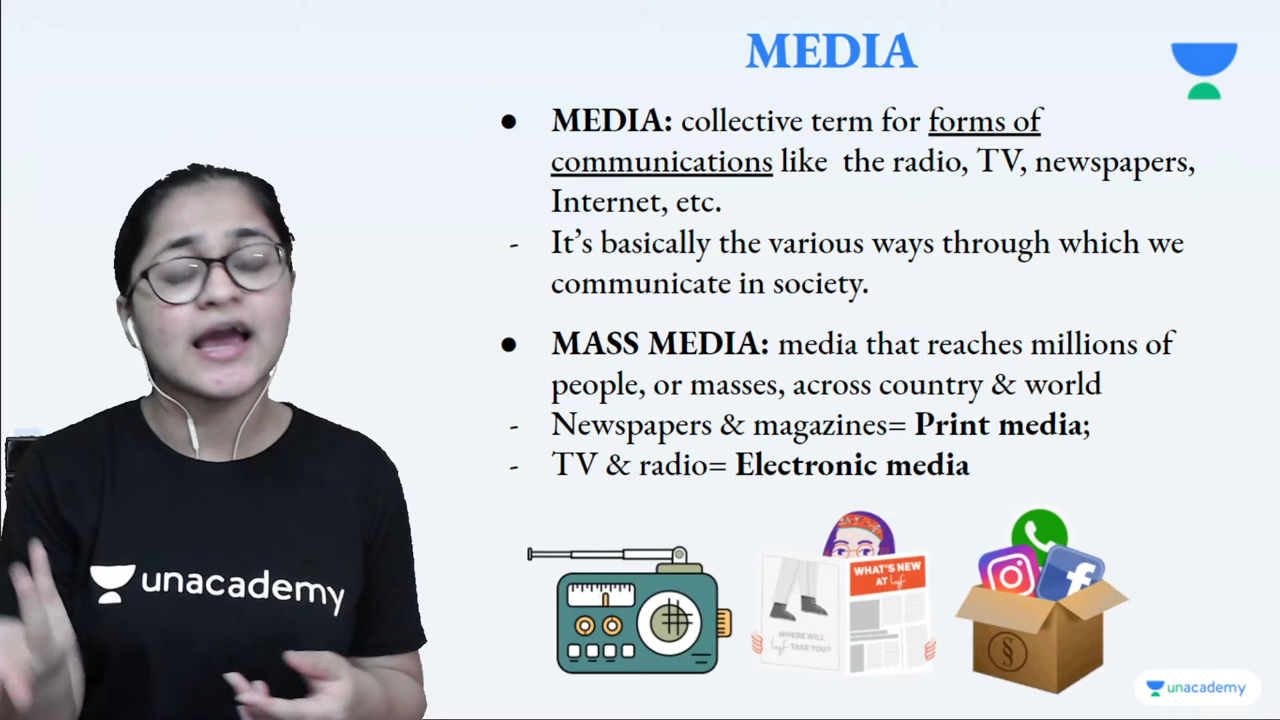 MEDIA
● MEDIA: collective term for forms of
communications like the radio, TV, newspapers,
Internet, etc.
- It’s basically the various ways through which we
communicate in society.
● MASS MEDIA: media that reaches millions of
people, or masses, across country & world
- Newspapers & magazines= Print media;
- TV & radio= Electronic media
unacademy
WHAT'S NEW
AT lyf
WHERE WILL
lyf TAKE YOU?
§
unacademy